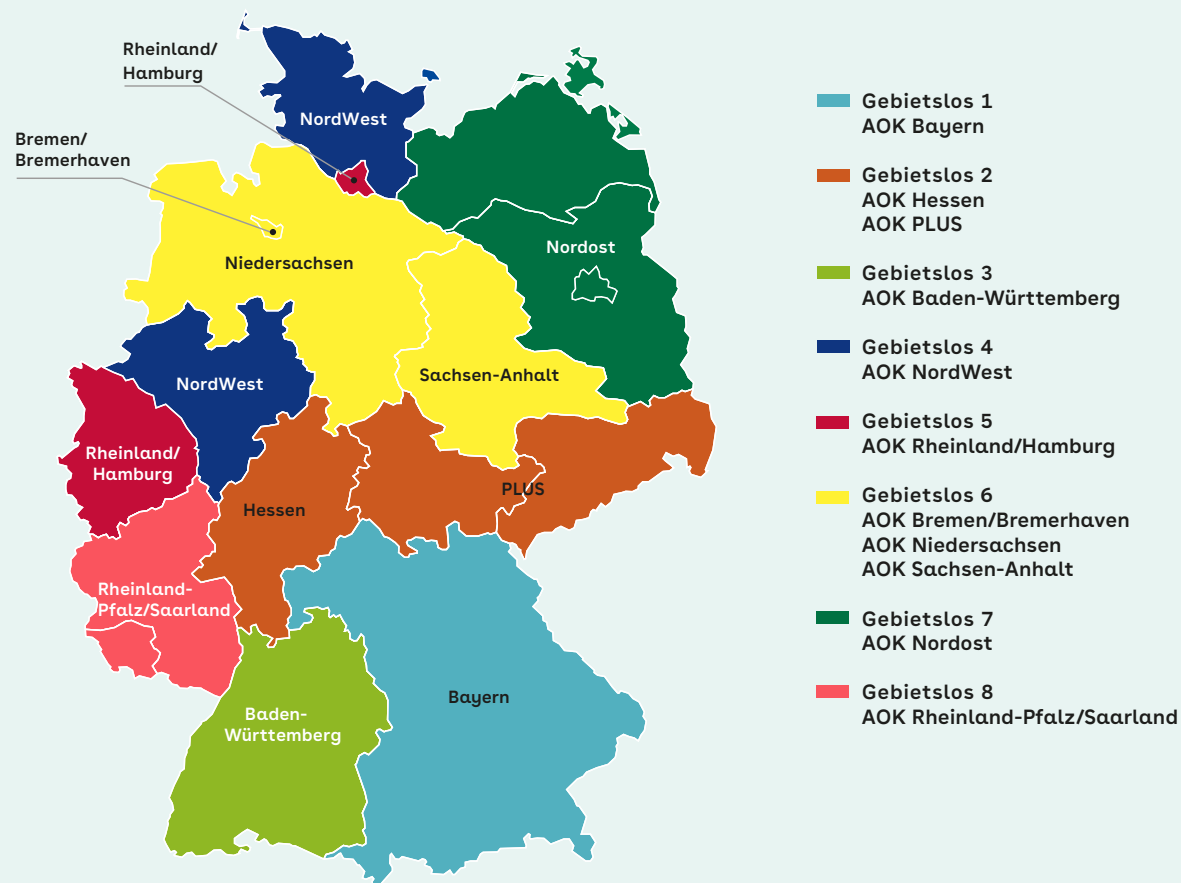 Rheinland/
Hamburg
NordWest
Bremen/
Bremerhaven
Niedersachsen
Nordost
NordWest
Sachsen-Anhalt
Rheinland/
Hamburg
Hessen
PLUS
Rheinland-
Pfalz/Saarland
Baden-
Württemberg
Bayern
Gebietslos 1
AOK Bayern
Gebietslos 2
AOK Hessen
AOK PLUS
Gebietslos 3
AOK Baden-Württemberg
Gebietslos 4
AOK NordWest
Gebietslos 5
AOK Rheinland/Hamburg
Gebietslos 6
AOK Bremen/Bremerhaven
AOK Niedersachsen
AOK Sachsen-Anhalt
Gebietslos 7
AOK Nordost
Gebietslos 8
AOK Rheinland-Pfalz/Saarland